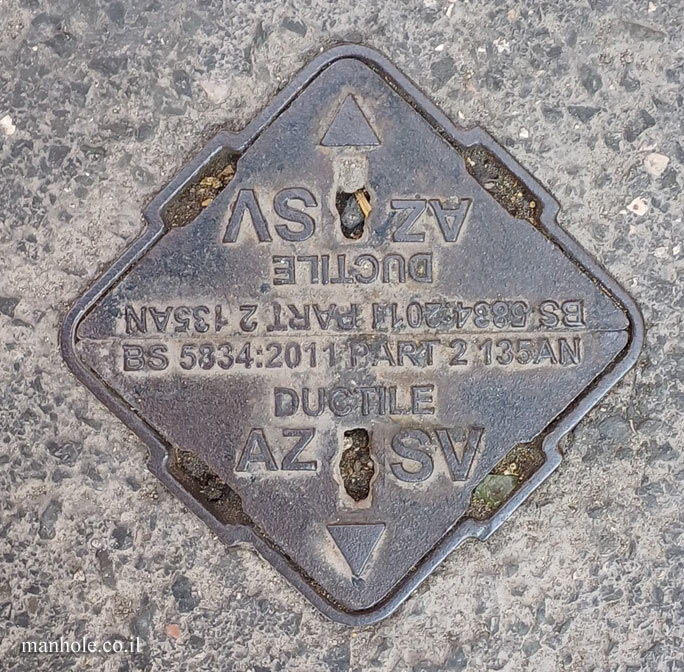 AZ SV
DUCTILE
BS 5834:2011 PART 2 135AN
BS 5834:2011 PART 2 135AN
DUCTILE
AZ SV
manhole.co.il